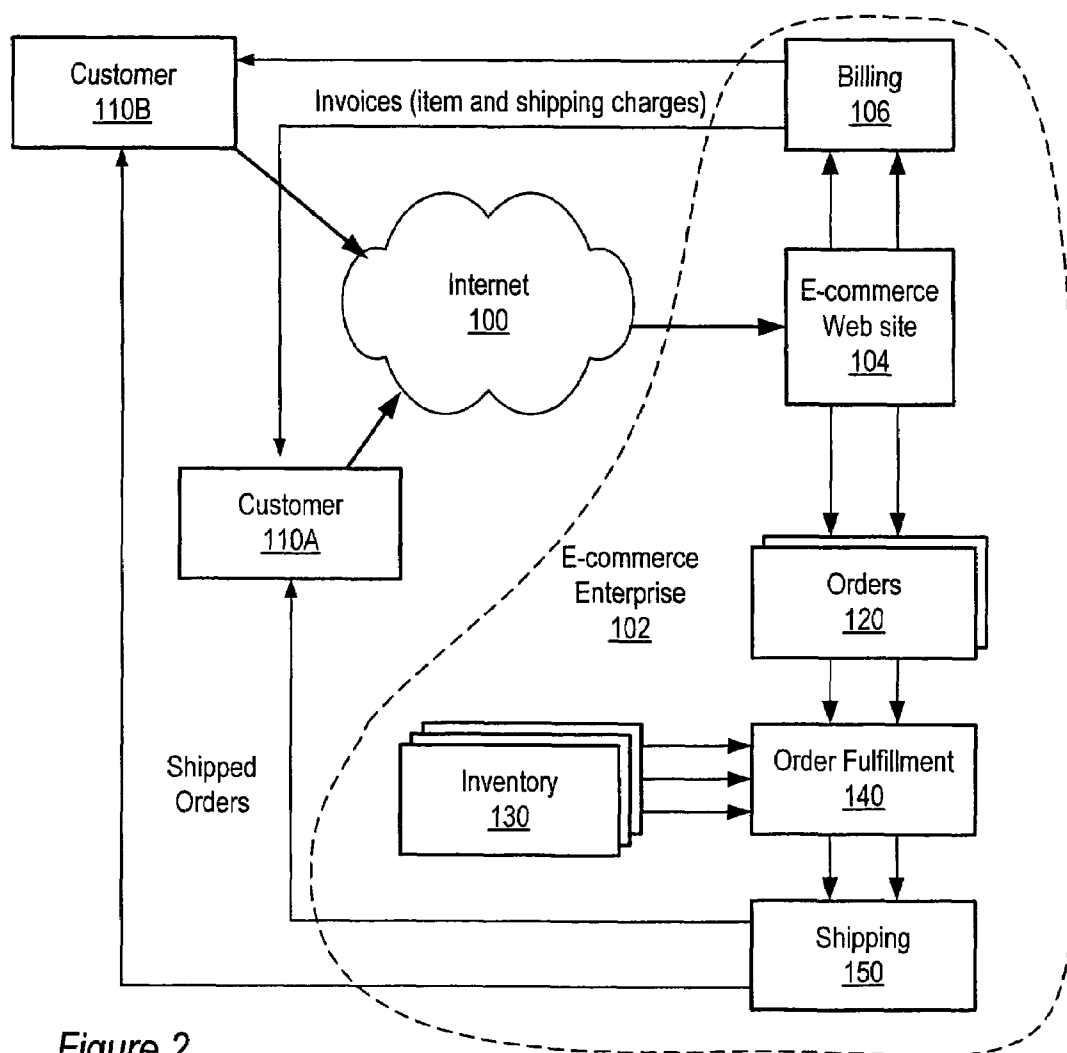 Customer
110B
Billing
106
Invoices (item and shipping charges)
Internet
100
E-commerce
Web site
104
Customer
110A
E-commerce
Enterprise
102
Orders
120
Shipped
Orders
Inventory
130
Order Fulfillment
140
Shipping
150
Figure 2